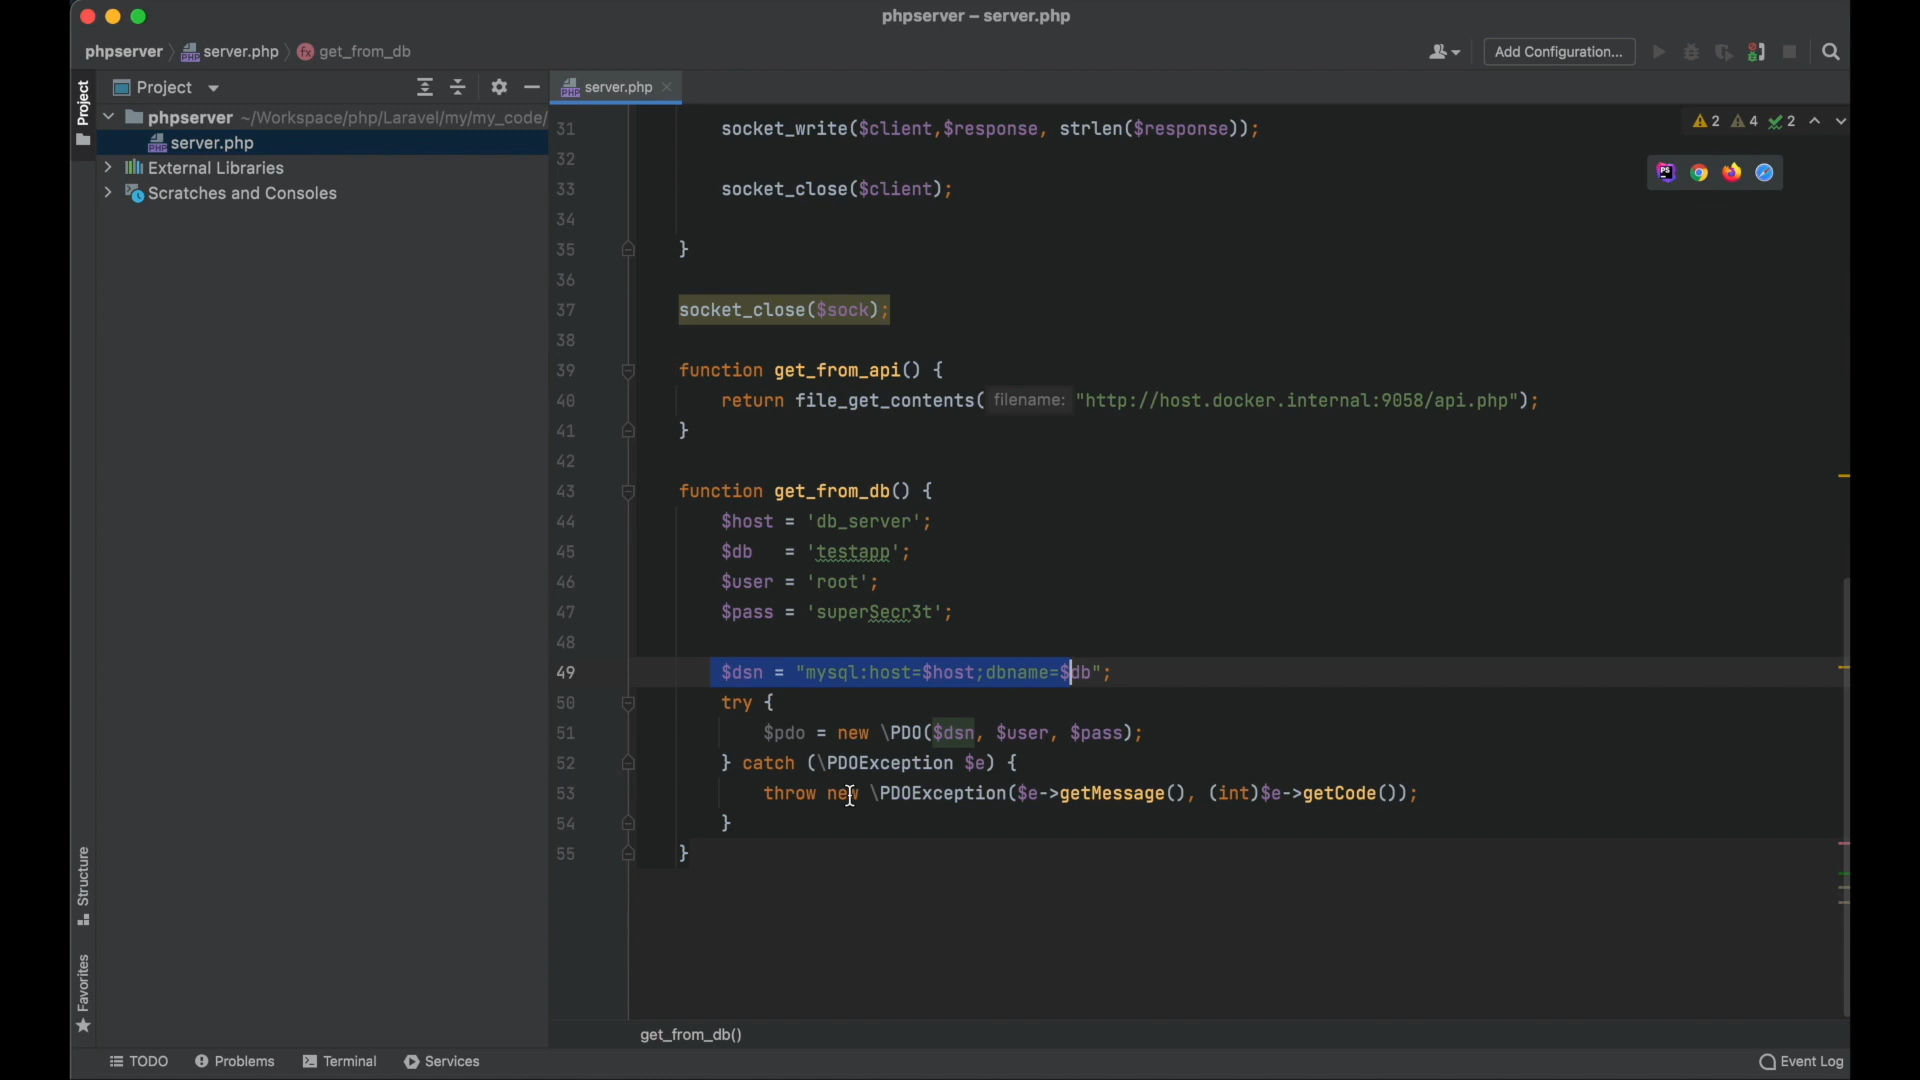 phpserver – server.php
phpserver server.php get_from_db
Add Configuration...
Project
Project
server.php
phpserver ~/Workspace/php/Laravel/my/my_code/
server.php
External Libraries
Scratches and Consoles
2 4 2
31 socket_write($client,$response, strlen($response));
32
33 socket_close($client);
34
35 }
36
37 socket_close($sock);
38
39 function get_from_api() {
40 return file_get_contents( filename: "http://host.docker.internal:9058/api.php");
41 }
42
43 function get_from_db() {
44 $host = 'db_server';
45 $db = 'testapp';
46 $user = 'root';
47 $pass = 'superSecr3t';
48
49 $dsn = "mysql:host=$host;dbname=$db";
50 try {
51 $pdo = new \PDO($dsn, $user, $pass);
52 } catch (\PDOException $e) {
53 throw new \PDOException($e->getMessage(), (int)$e->getCode());
54 }
55 }
Structure
Favorites
get_from_db()
TODO Problems Terminal Services
Event Log